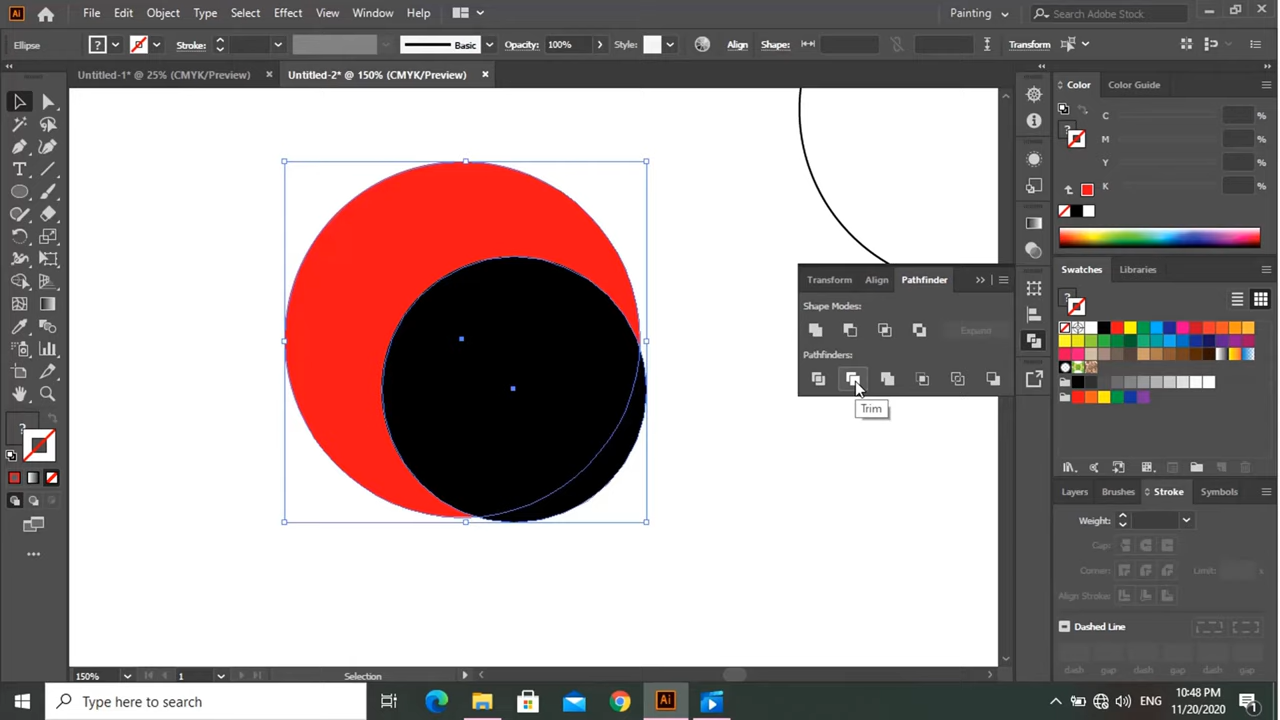 Ai File Edit Object Type Select Effect View Window Help Painting Search Adobe Stock
Ellipse ? Stroke: Basic Opacity: 100% Style: Align Shape: Transform
Untitled-1* @ 25% (CMYK/Preview) Untitled-2* @ 150% (CMYK/Preview)
Color Color Guide
C %
M %
Y %
K %
Transform Align Pathfinder
Shape Modes:
Expand
Pathfinders:
Trim
Swatches Libraries
Layers Brushes Stroke Symbols
Weight:
Cap:
Corner: Limit: x
Align Stroke:
Dashed Line
dash gap dash gap dash gap
150% 1 Selection
Type here to search
Ai
ENG
10:48 PM
11/20/2020
1